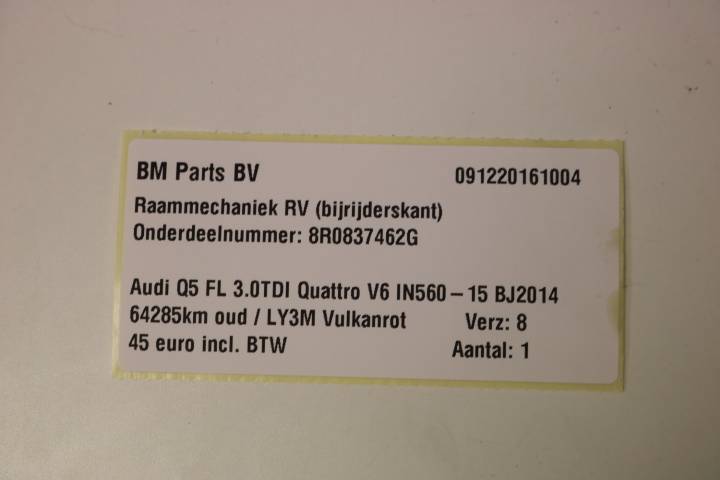 BM Parts BV 091220161004
Raammechaniek RV (bijrijderskant)
Onderdeelnummer: 8R0837462G
Audi Q5 FL 3.0TDI Quattro V6 IN560 – 15 BJ2014
64285km oud / LY3M Vulkanrot Verz: 8
45 euro incl. BTW Aantal: 1